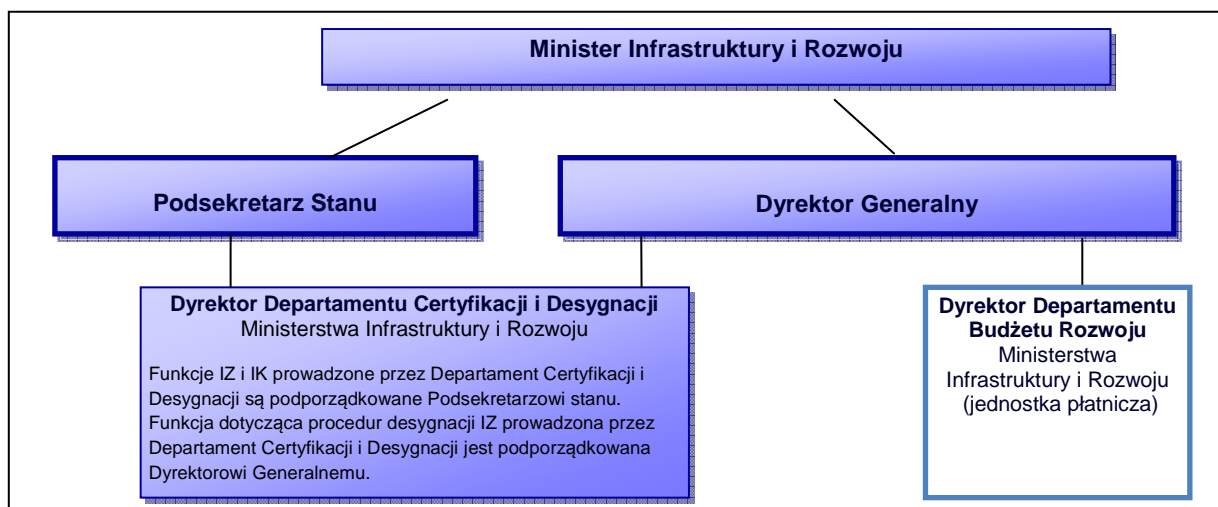 Minister Infrastruktury i Rozwoju
Podsekretarz Stanu
Dyrektor Generalny
Dyrektor Departamentu Certyfikacji i Desygnacji
Ministerstwa Infrastruktury i Rozwoju
Funkcje IZ i IK prowadzone przez Departament Certyfikacji i
Desygnacji są podporządkowane Podsekretarzowi stanu.
Funkcja dotycząca procedur desygnacji IZ prowadzona przez
Departament Certyfikacji i Desygnacji jest podporządkowana
Dyrektorowi Generalnemu.
Dyrektor Departamentu
Budżetu Rozwoju
Ministerstwa
Infrastruktury i Rozwoju
(jednostka płatnicza)